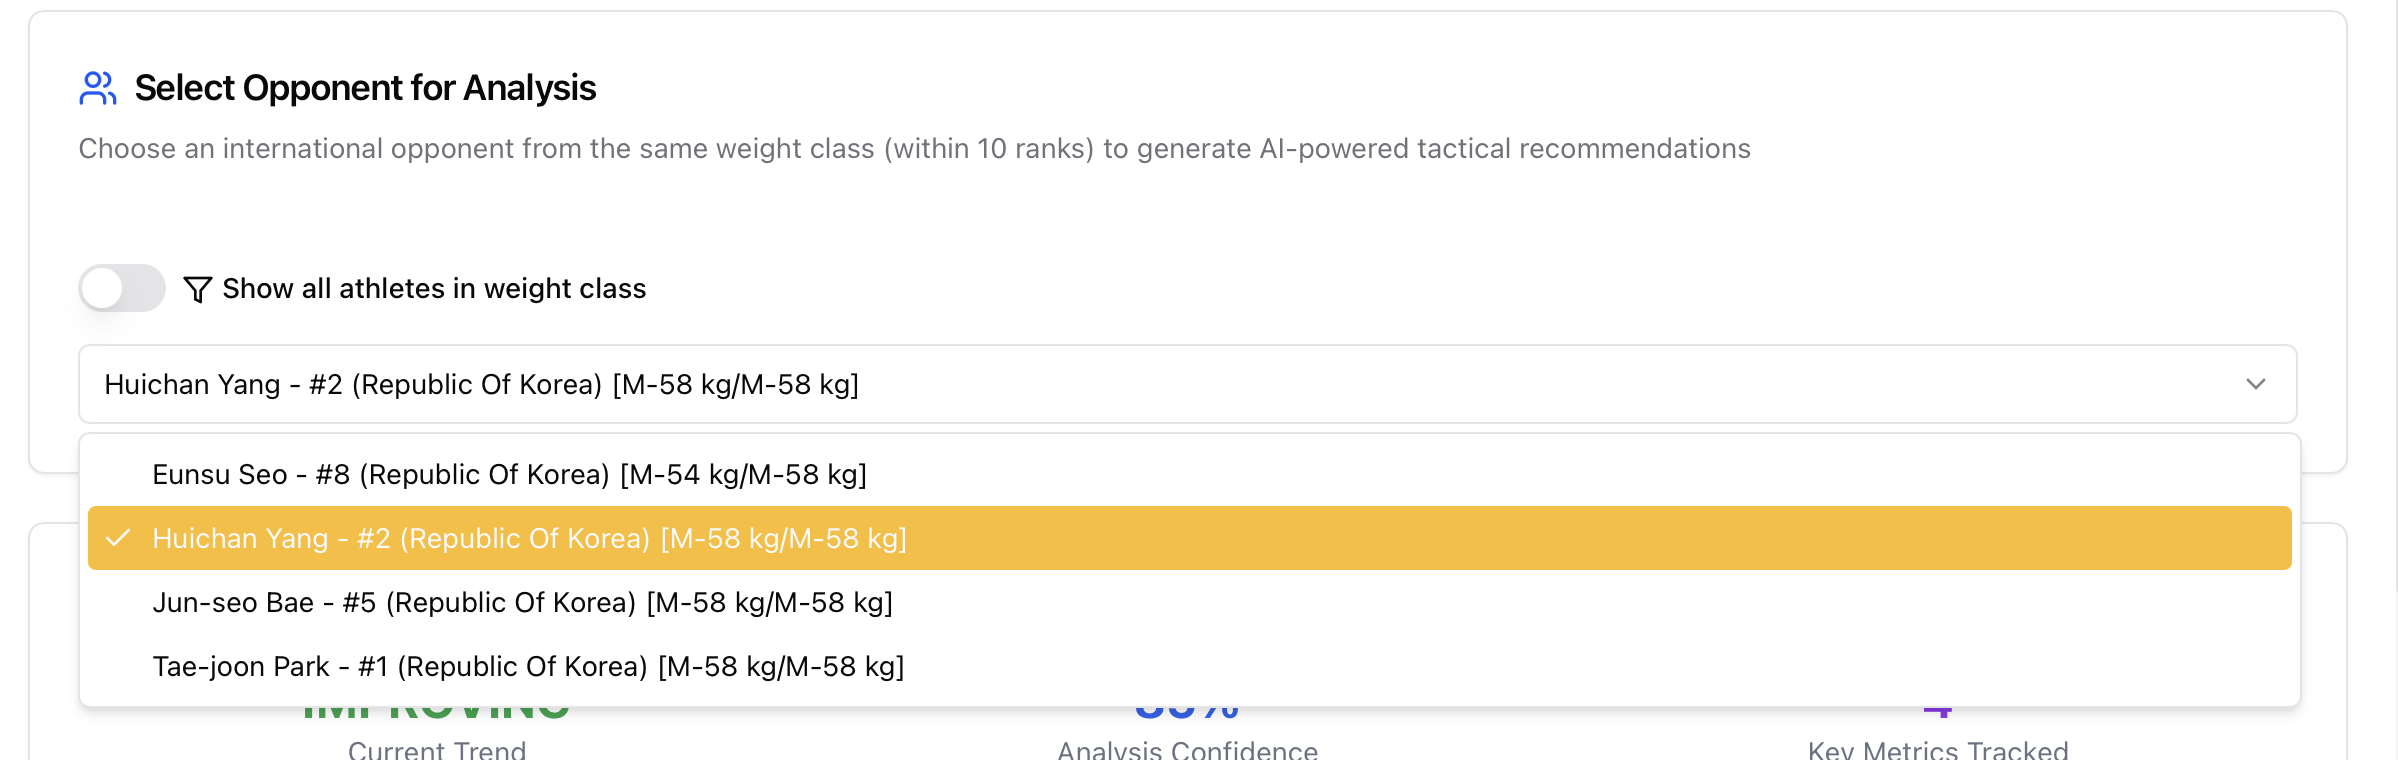 Select Opponent for Analysis
Choose an international opponent from the same weight class (within 10 ranks) to generate AI-powered tactical recommendations
Show all athletes in weight class
Huichan Yang - #2 (Republic Of Korea) [M-58 kg/M-58 kg]
Eunsu Seo - #8 (Republic Of Korea) [M-54 kg/M-58 kg]
Huichan Yang - #2 (Republic Of Korea) [M-58 kg/M-58 kg]
Jun-seo Bae - #5 (Republic Of Korea) [M-58 kg/M-58 kg]
Tae-joon Park - #1 (Republic Of Korea) [M-58 kg/M-58 kg]
IMPROVING
Current Trend
Analysis Confidence
Key Metrics Tracked